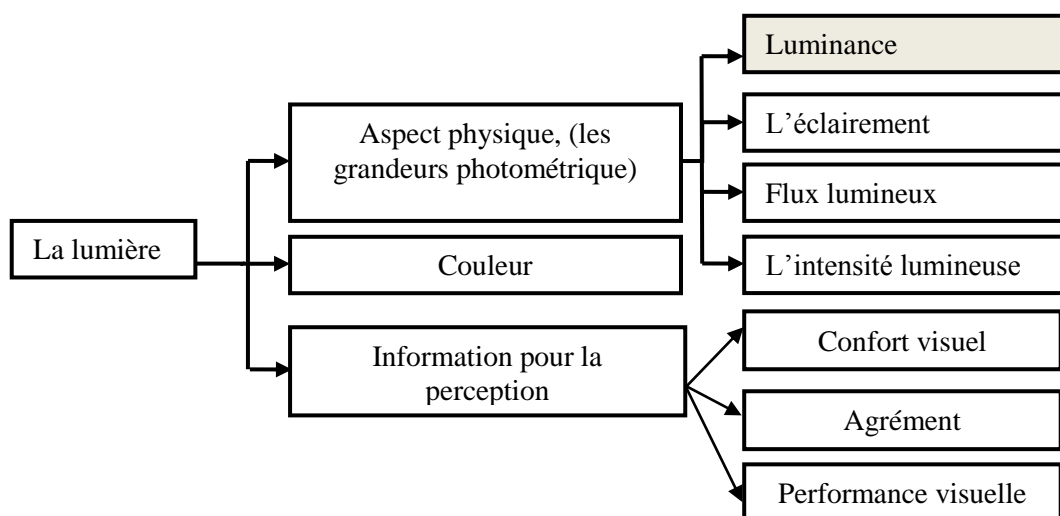 Luminance
Aspect physique, (les
grandeurs photométrique)
L'éclairement
Flux lumineux
La lumière
Couleur
L'intensité lumineuse
Information pour la
perception
Confort visuel
Agrément
Performance visuelle